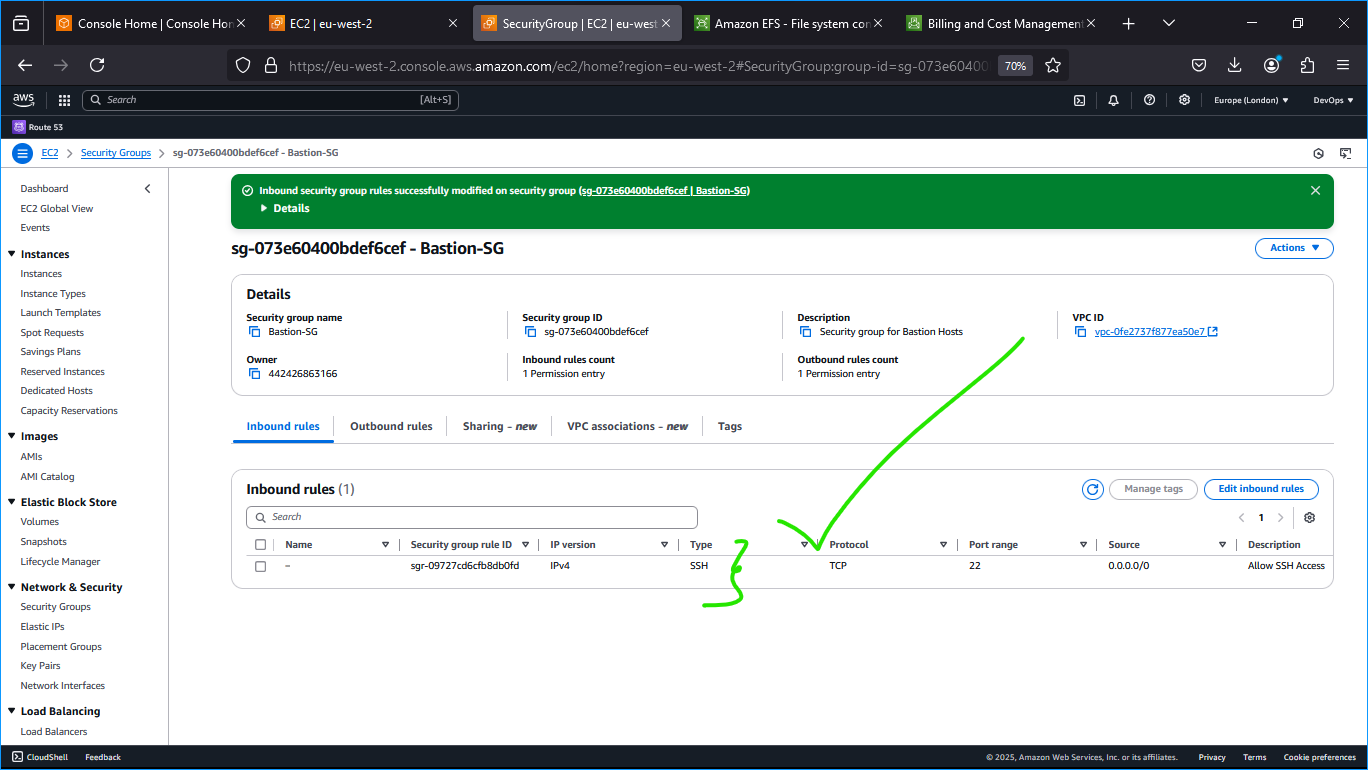 Console Home | Console Hom
EC2 | eu-west-2
SecurityGroup | EC2 | eu-west
Amazon EFS - File system con
Billing and Cost Management
https://eu-west-2.console.aws.amazon.com/ec2/home?region=eu-west-2#SecurityGroup:group-id=sg-073e60400
70%
aws
Search
[Alt+S]
Europe (London)
DevOps
Route 53
EC2
Security Groups
sg-073e60400bdef6cef - Bastion-SG
Dashboard
EC2 Global View
Events
Instances
Instances
Instance Types
Launch Templates
Spot Requests
Savings Plans
Reserved Instances
Dedicated Hosts
Capacity Reservations
Images
AMIs
AMI Catalog
Elastic Block Store
Volumes
Snapshots
Lifecycle Manager
Network & Security
Security Groups
Elastic IPs
Placement Groups
Key Pairs
Network Interfaces
Load Balancing
Load Balancers
Inbound security group rules successfully modified on security group (sg-073e60400bdef6cef | Bastion-SG)
Details
sg-073e60400bdef6cef - Bastion-SG
Actions
Details
Security group name
Bastion-SG
Security group ID
sg-073e60400bdef6cef
Description
Security group for Bastion Hosts
VPC ID
vpc-0fe2737f877ea50e7
Owner
442426863166
Inbound rules count
1 Permission entry
Outbound rules count
1 Permission entry
Inbound rules
Outbound rules
Sharing - new
VPC associations - new
Tags
Inbound rules (1)
Manage tags
Edit inbound rules
Search
1
Name
Security group rule ID
IP version
Type
Protocol
Port range
Source
Description
–
sgr-09727cd6cfb8db0fd
IPv4
SSH
TCP
22
0.0.0.0/0
Allow SSH Access
CloudShell
Feedback
© 2025, Amazon Web Services, Inc. or its affiliates.
Privacy
Terms
Cookie preferences